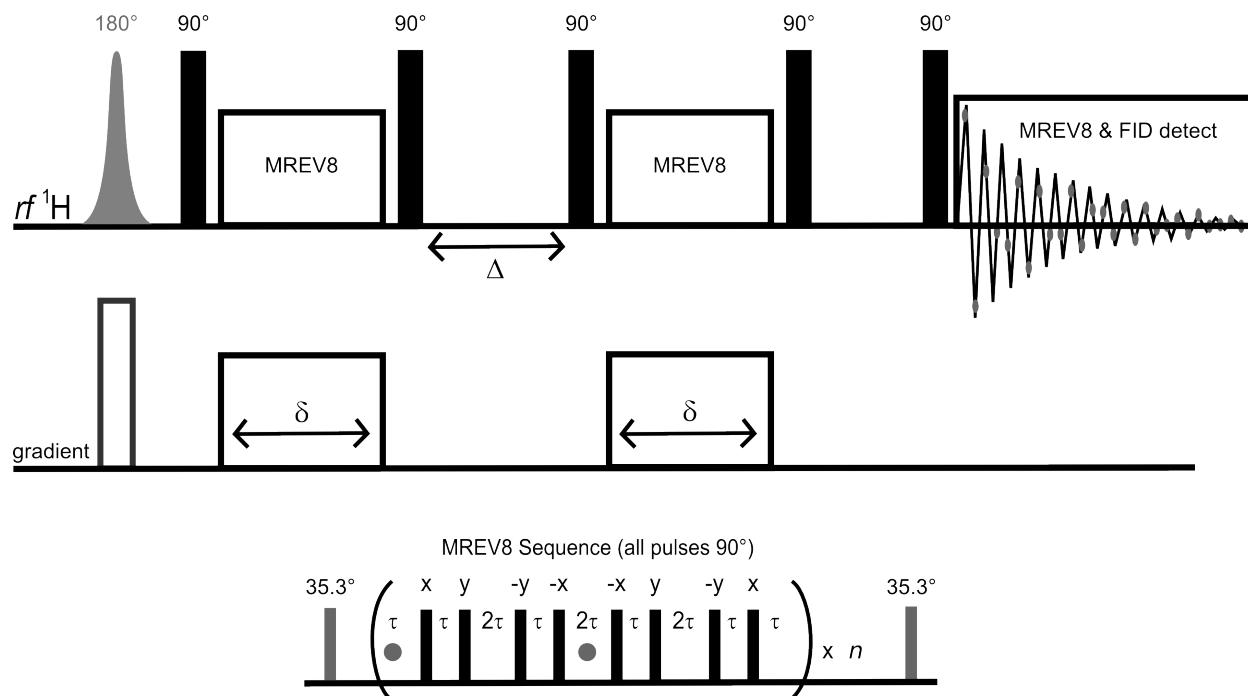 180° 90° 90° 90° 90° 90°
MREV8 MREV8 MREV8 & FID detect
rf ¹H
Δ
δ δ
gradient
MREV8 Sequence (all pulses 90°)
35.3° x y -y -x -x y -y x 35.3°
τ τ 2τ τ 2τ τ 2τ τ τ
x n